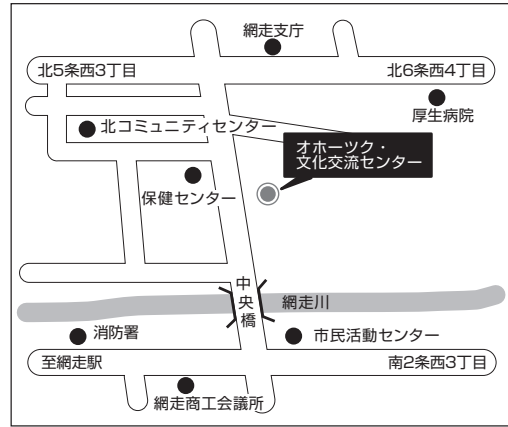 網走支庁
北5条西3丁目
北6条西4丁目
厚生病院
北コミュニティセンター
オホーツク・
文化交流センター
保健センター
中央橋
網走川
消防署
市民活動センター
至網走駅
南2条西3丁目
網走商工会議所